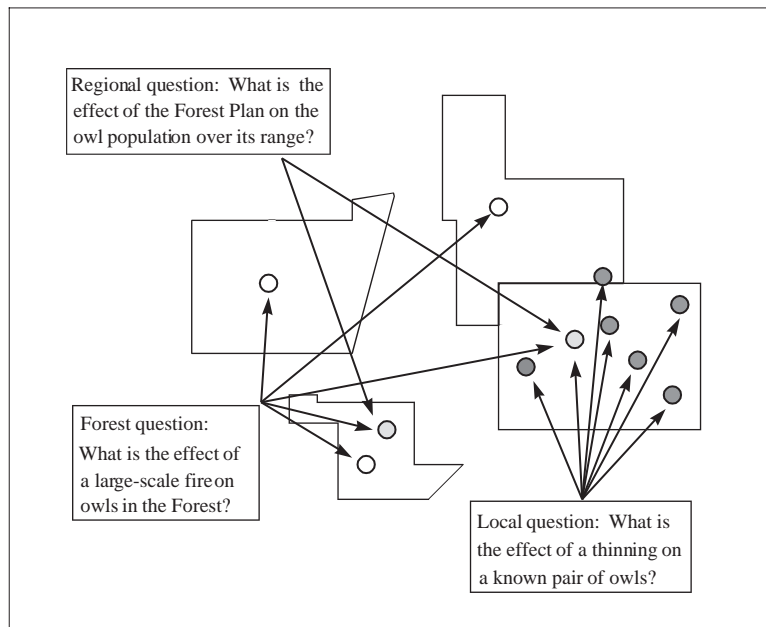 Regional question: What is the
effect of the Forest Plan on the
owl population over its range?
Forest question:
What is the effect of
a large-scale fire on
owls in the Forest?
Local question: What is
the effect of a thinning on
a known pair of owls?